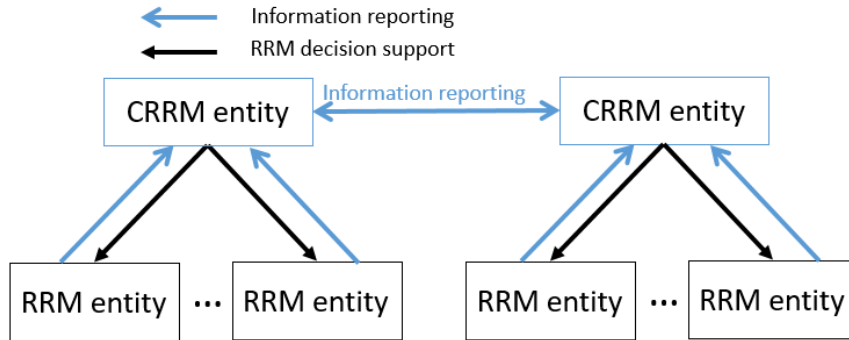 Information reporting
RRM decision support
CRRM entity
Information reporting
CRRM entity
RRM entity
...
RRM entity
RRM entity
...
RRM entity